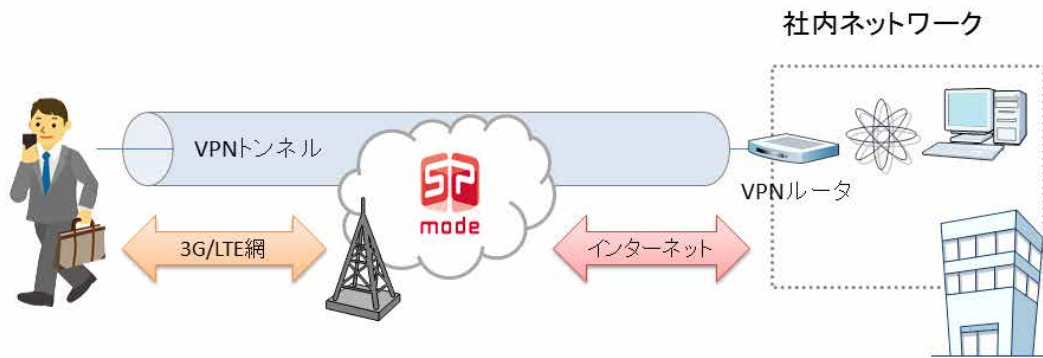 社内ネットワーク
VPNトンネル
sp
mode
VPNルータ
3G/LTE網
インターネット